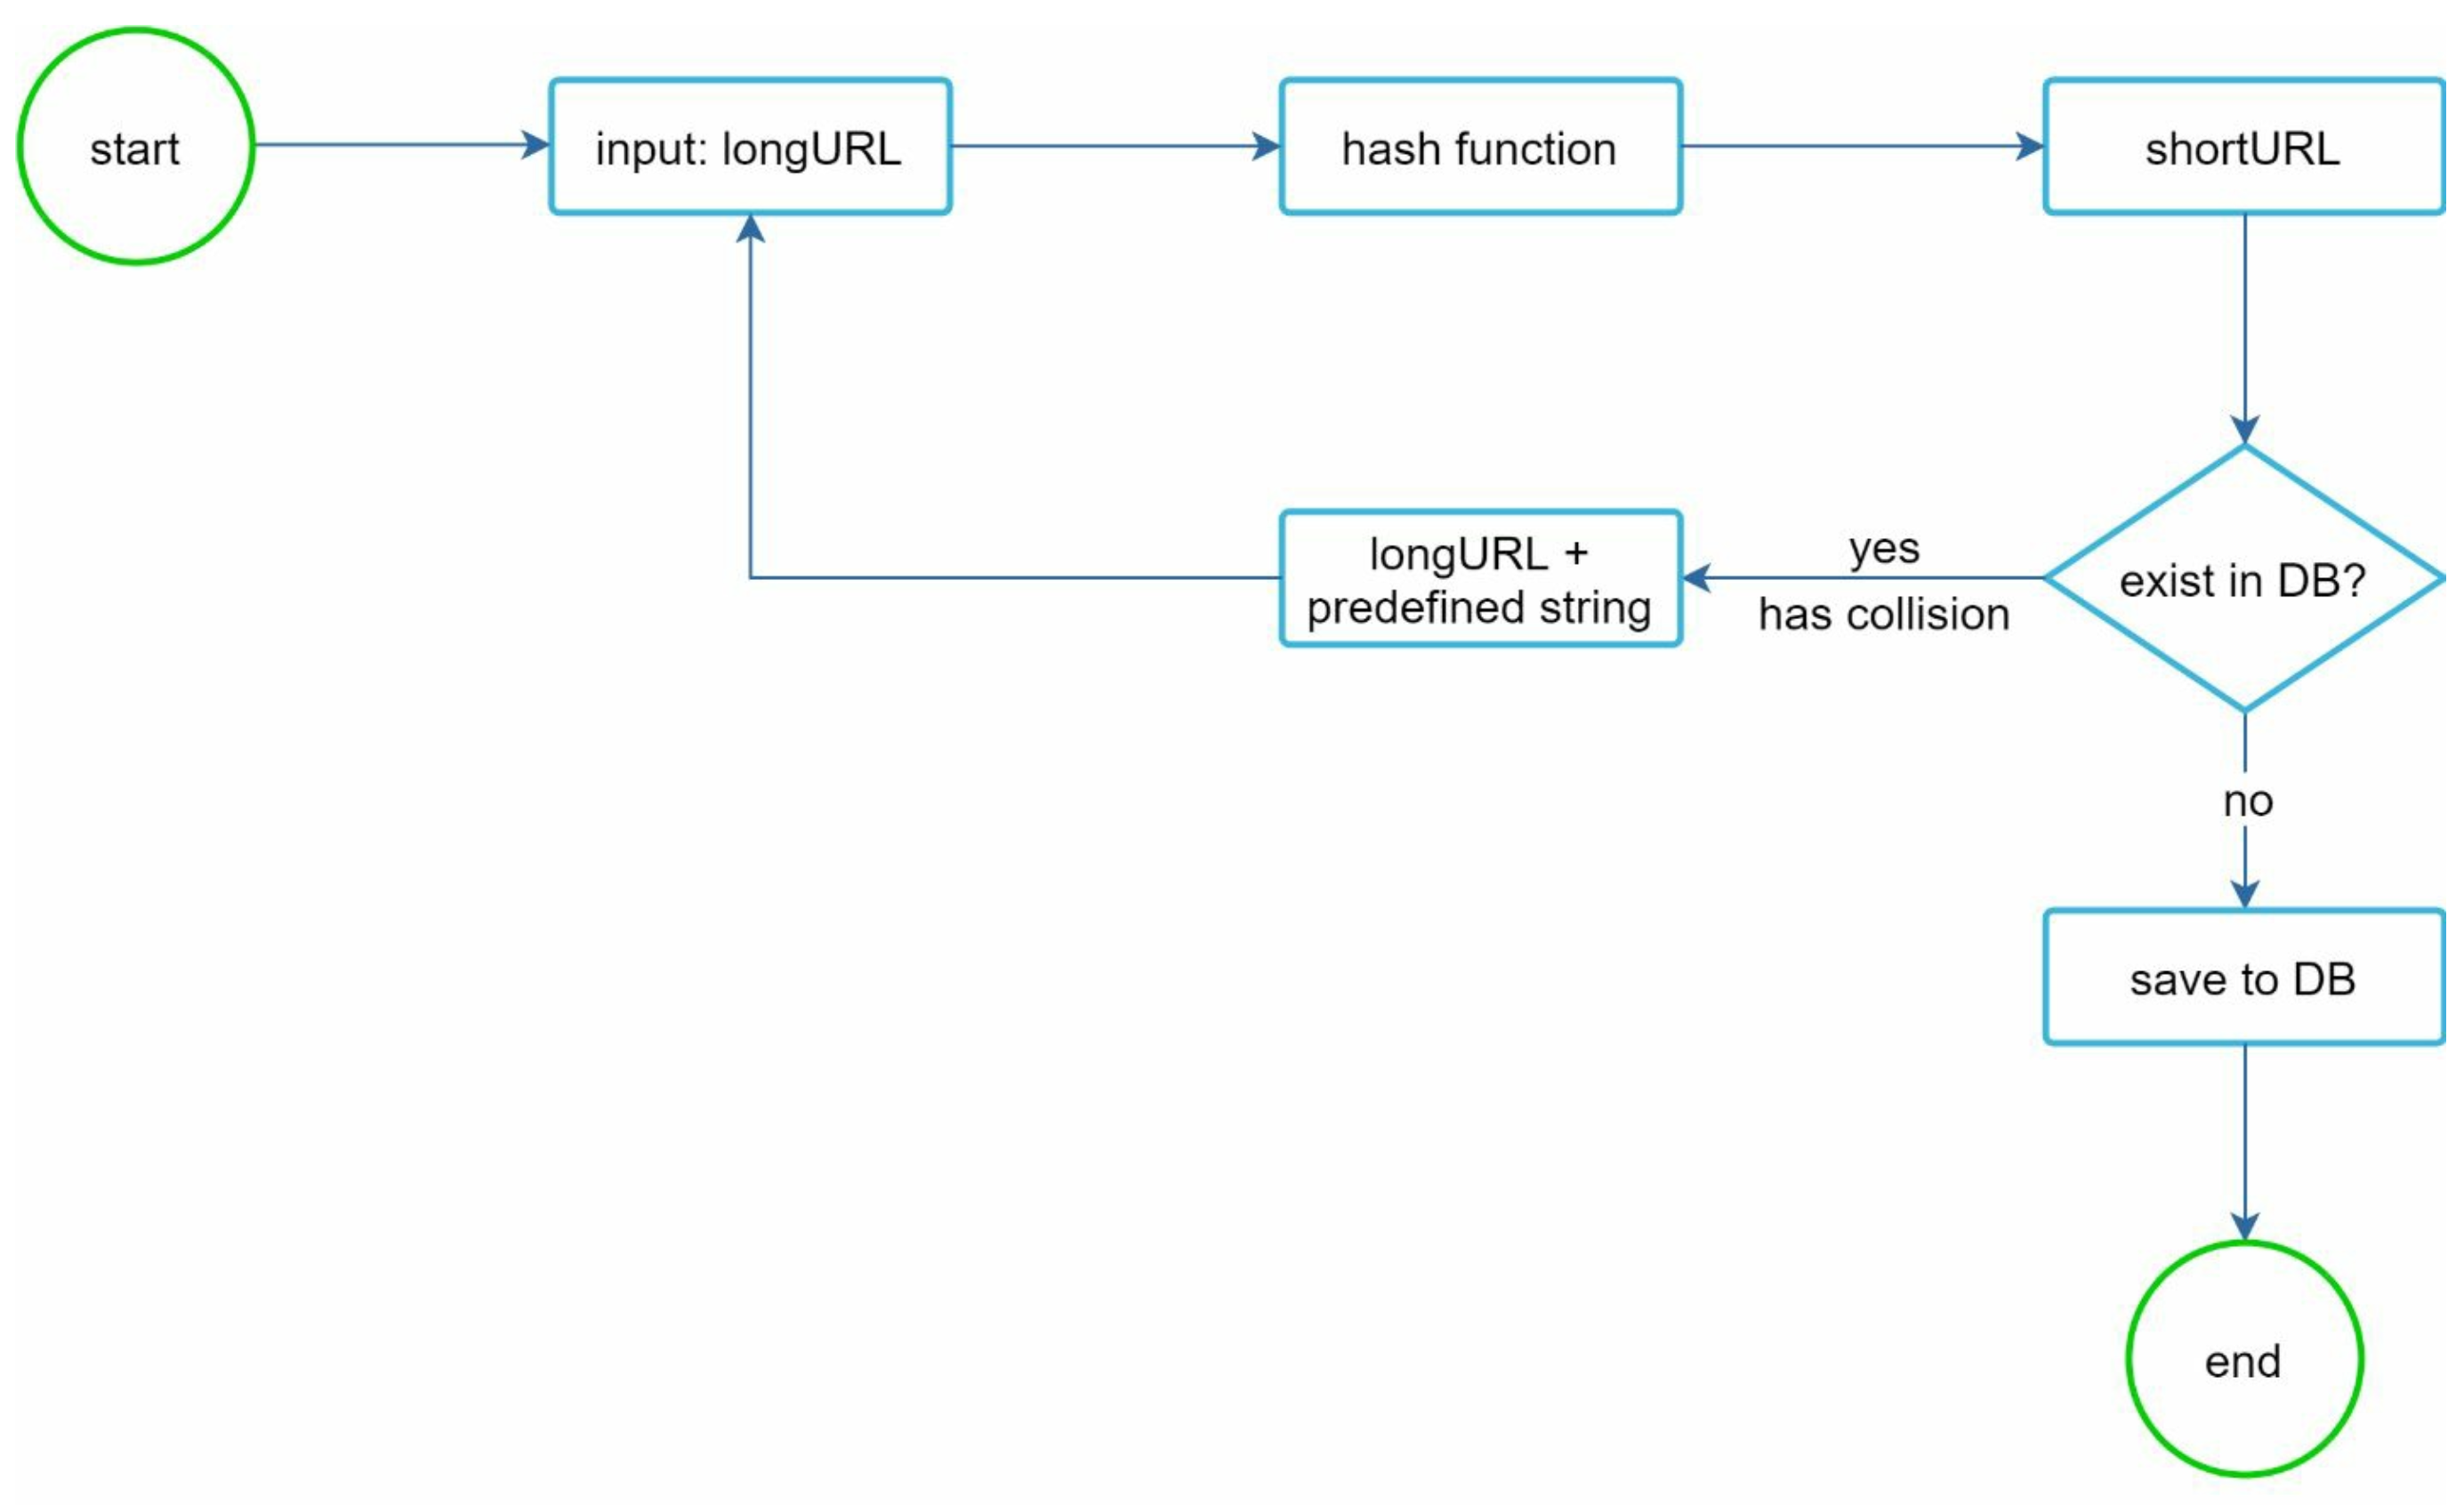 start
input: longURL
hash function
shortURL
longURL +
predefined string
yes
has collision
exist in DB?
no
save to DB
end